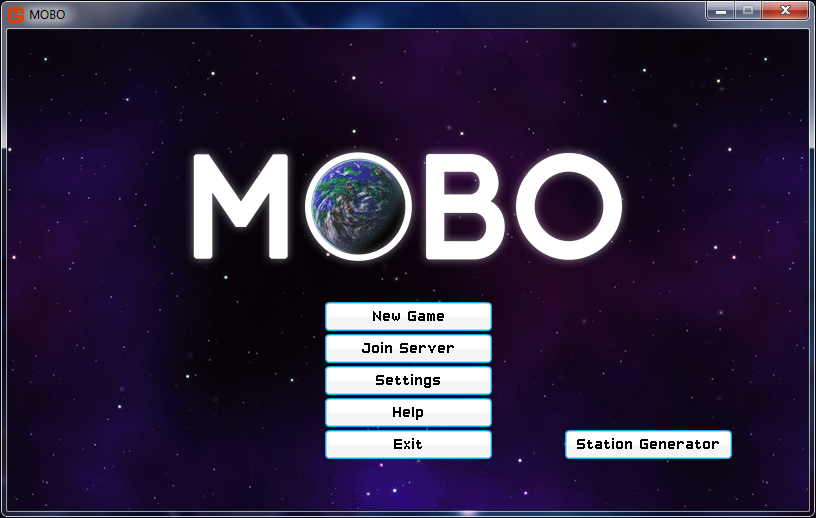 MOBO
MOBO
New Game
Join Server
Settings
Help
Exit
Station Generator